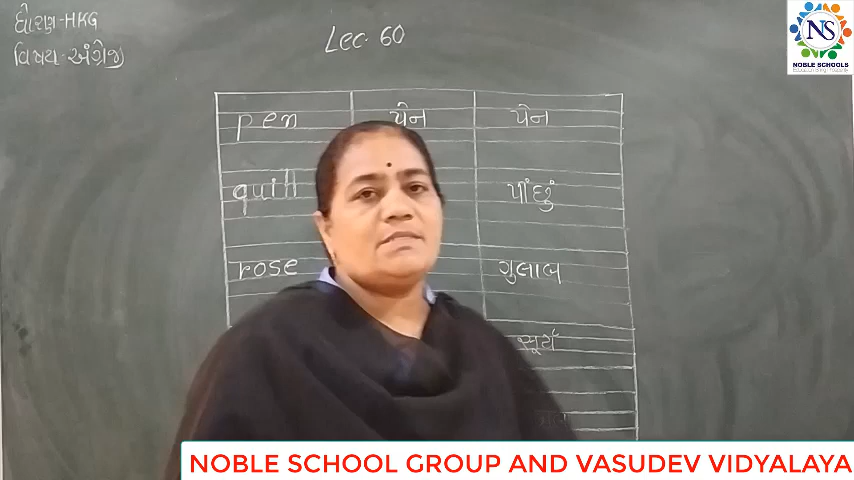 ધોરણ-HKG
વિષય-અંગ્રેજી
Lec- 60
NS
NOBLE SCHOOLS
pen પેન પેન
quill પીંછું
rose ગુલાબ
સૂર્ય
NOBLE SCHOOL GROUP AND VASUDEV VIDYALAYA